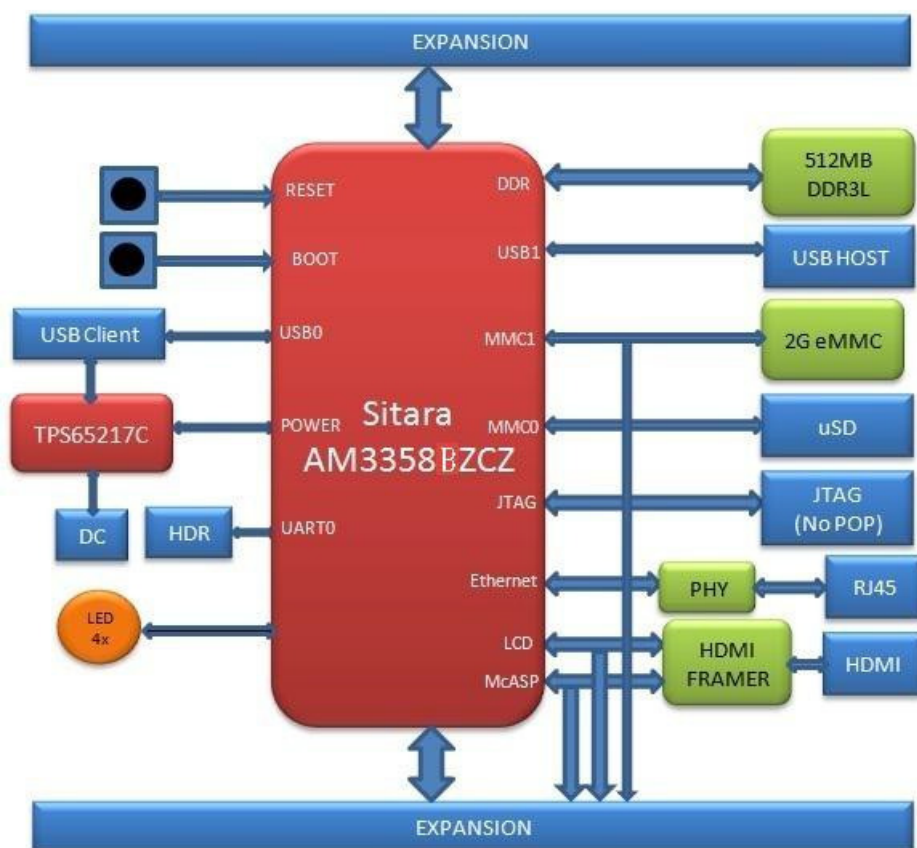 EXPANSION
RESET
BOOT
USB Client
USB0
TPS65217C
POWER
DC
HDR
UART0
LED
4x
Sitara
AM3358BZCZ
DDR
512MB
DDR3L
USB1
USB HOST
MMC1
2G eMMC
MMC0
uSD
JTAG
JTAG
(No POP)
Ethernet
PHY
RJ45
LCD
McASP
HDMI
FRAMER
HDMI
EXPANSION